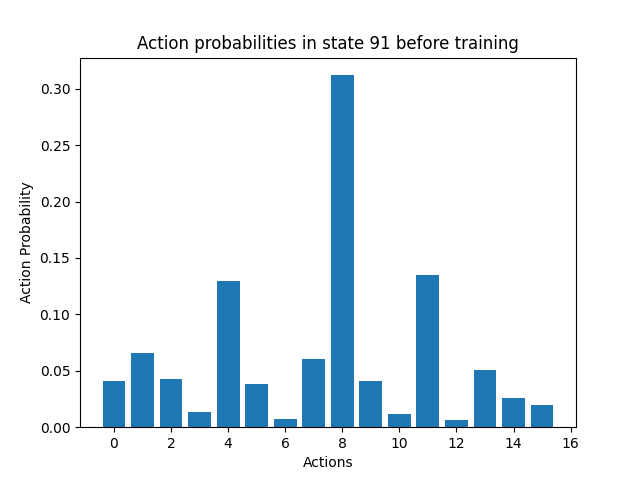 Action probabilities in state 91 before training
0.30
0.25
0.20
0.15
0.10
0.05
0.00
Action Probability
0 2 4 6 8 10 12 14 16
Actions